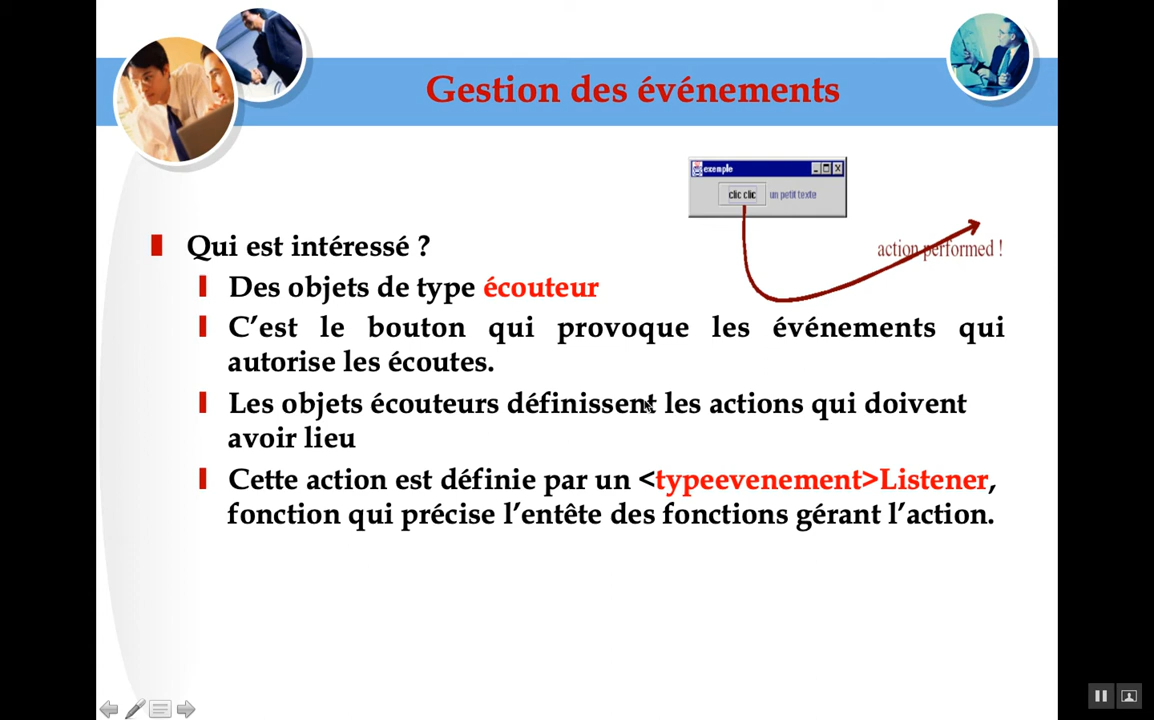 Gestion des événements
exemple
clic clic un petit texte
action performed !
Qui est intéressé ?
Des objets de type écouteur
C’est le bouton qui provoque les événements qui
autorise les écoutes.
Les objets écouteurs définissent les actions qui doivent
avoir lieu
Cette action est définie par un <typeevenement>Listener,
fonction qui précise l’entête des fonctions gérant l’action.